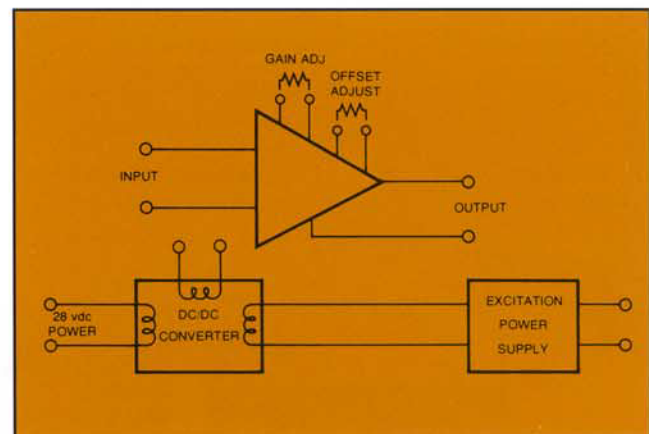 GAIN ADJ
OFFSET
ADJUST
INPUT
OUTPUT
28 vdc
POWER
DC/DC
CONVERTER
EXCITATION
POWER
SUPPLY